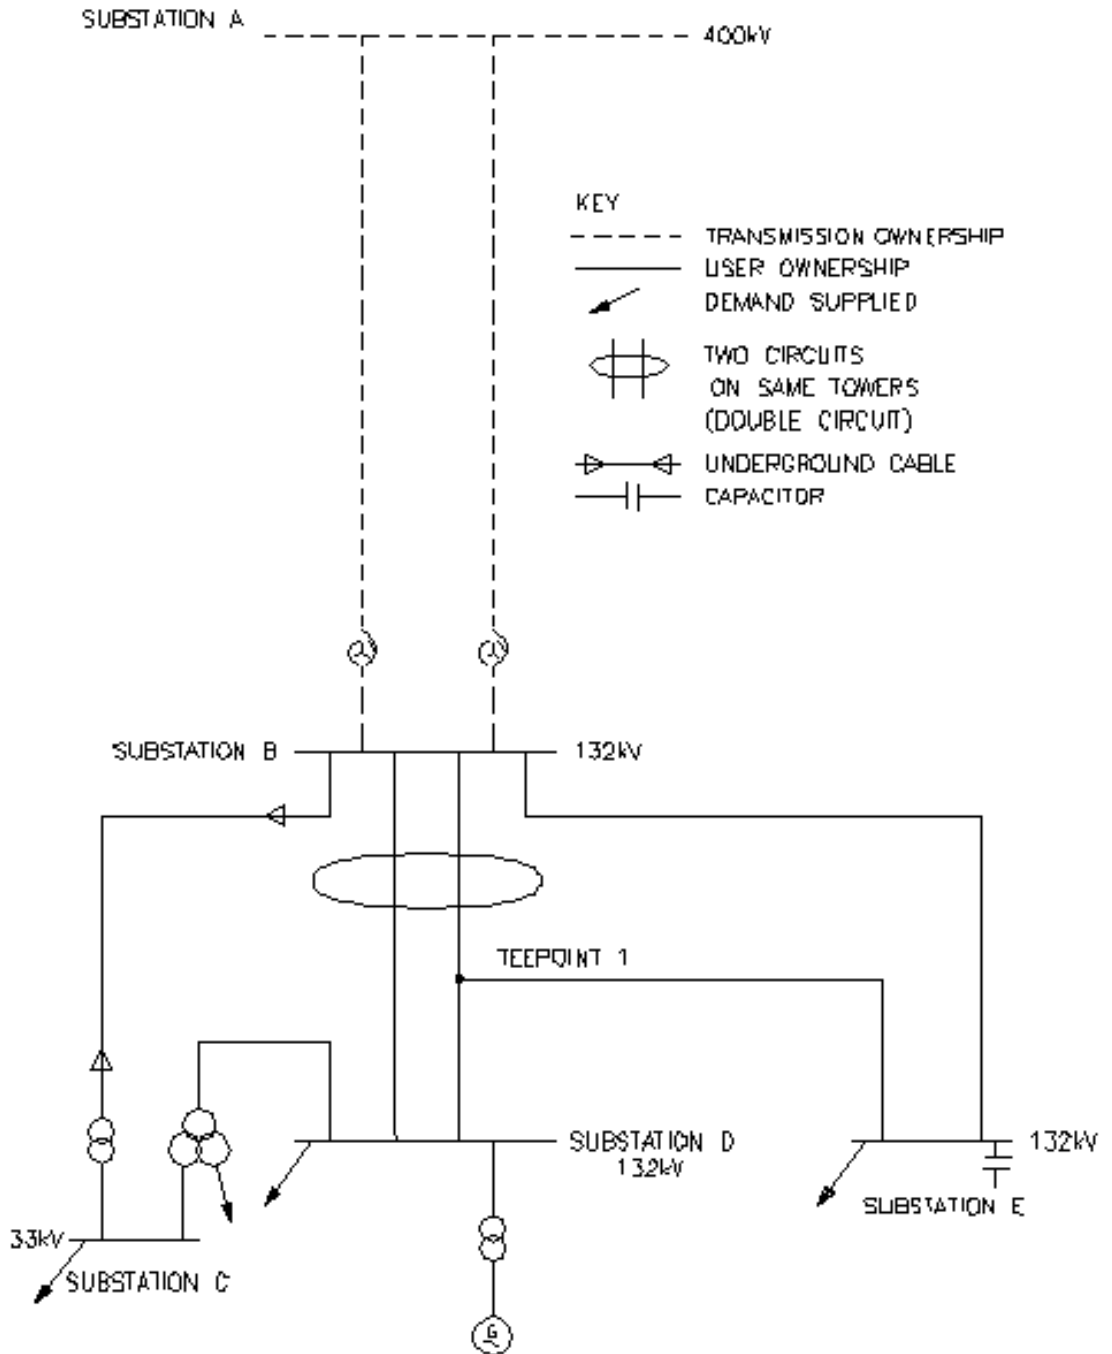 SUBSTATION A
400kV
KEY
TRANSMISSION OWNERSHIP
USER OWNERSHIP
DEMAND SUPPLIED
TWO CIRCUITS
ON SAME TOWERS
(DOUBLE CIRCUIT)
UNDERGROUND CABLE
CAPACITOR
SUBSTATION B
132kV
TEEPOINT 1
SUBSTATION D
132kV
132kV
SUBSTATION E
33kV
SUBSTATION C
G